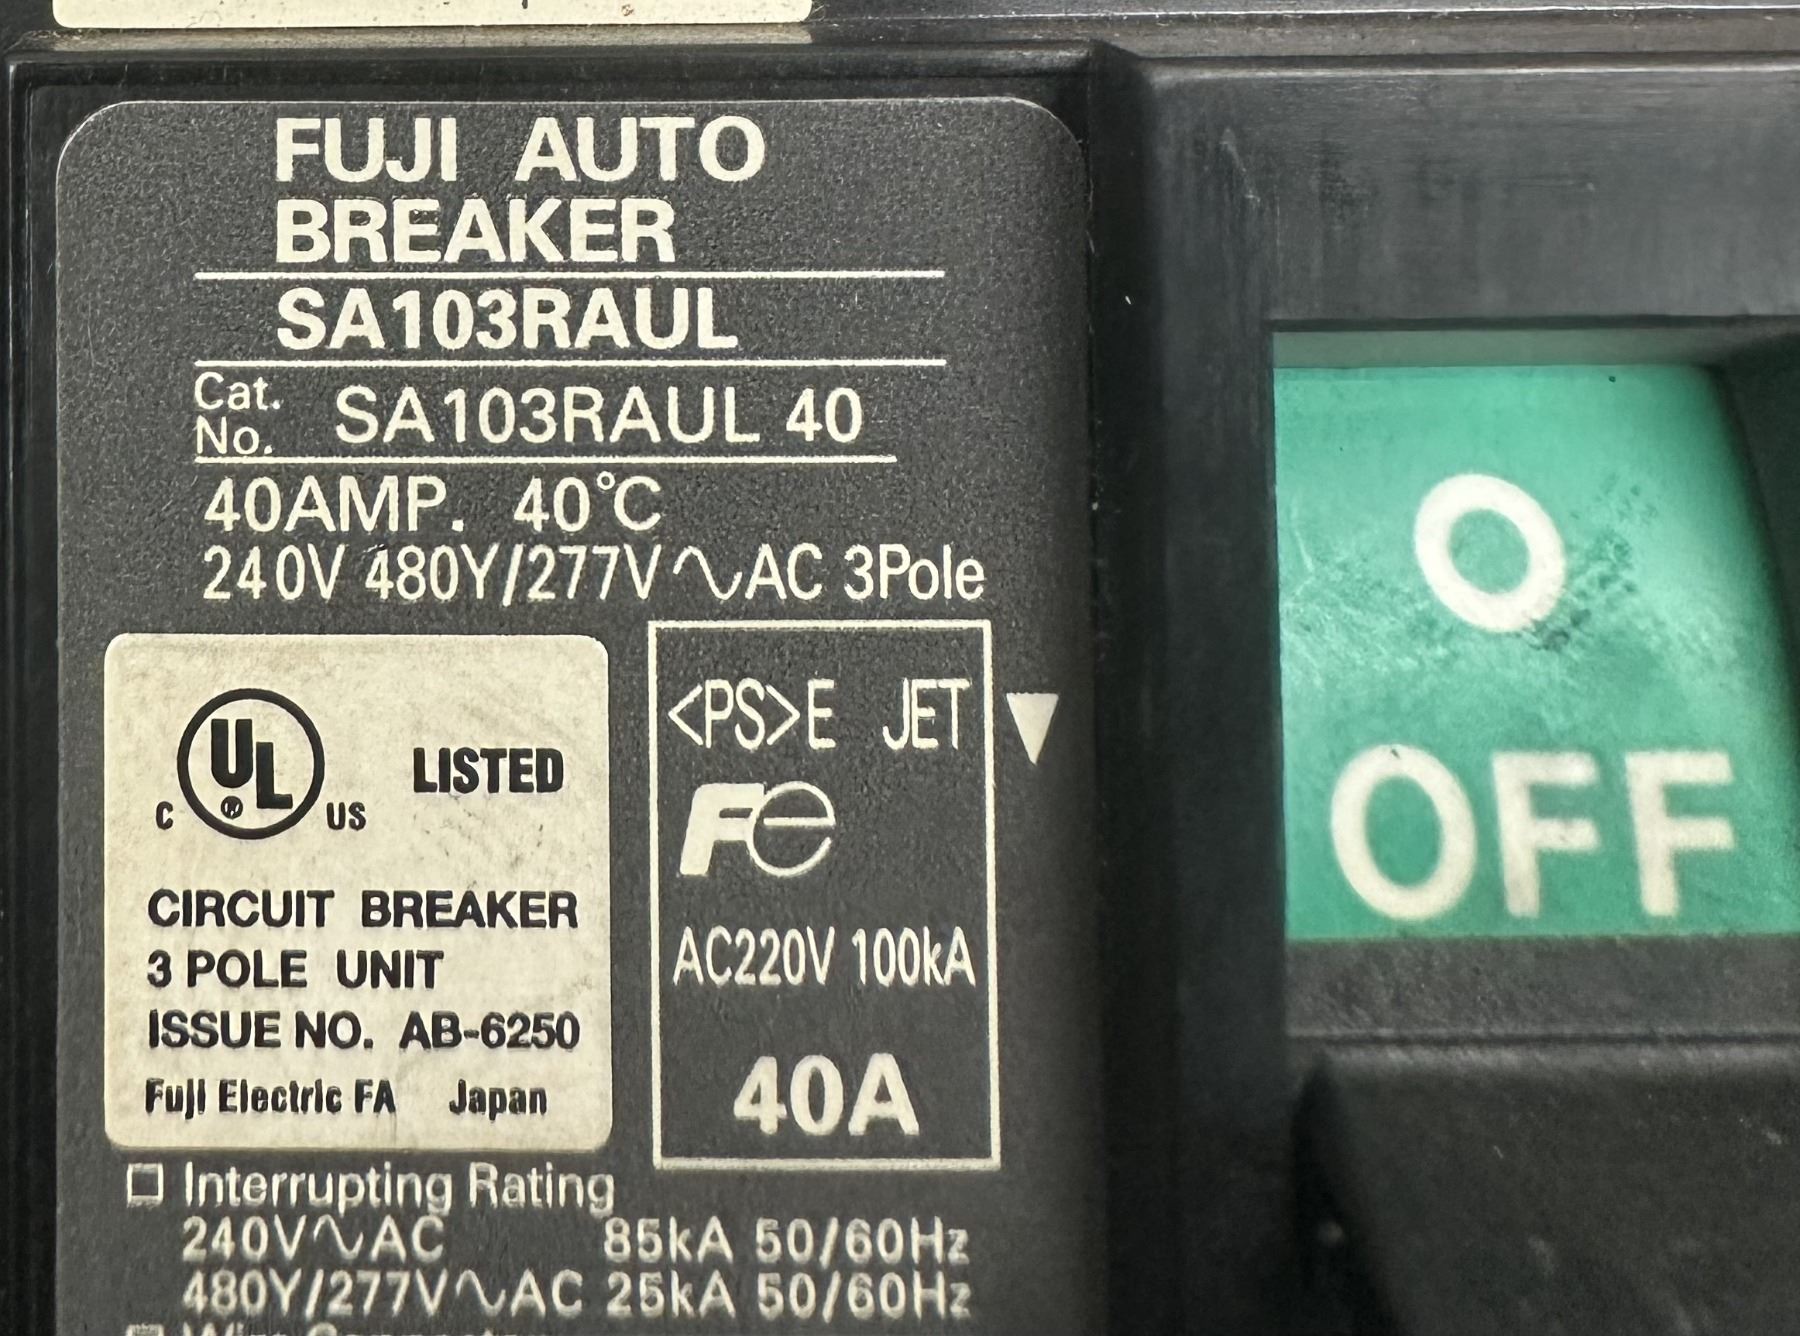 FUJI AUTO
BREAKER
SA103RAUL
Cat. No. SA103RAUL 40
40AMP. 40°C
240V 480Y/277V∿AC 3Pole
C UL® US LISTED
CIRCUIT BREAKER
3 POLE UNIT
ISSUE NO. AB-6250
Fuji Electric FA Japan
<PS>E JET
Fe
AC220V 100kA
40A
Interrupting Rating
240V∿AC 85kA 50/60Hz
480Y/277V∿AC 25kA 50/60Hz
O
OFF